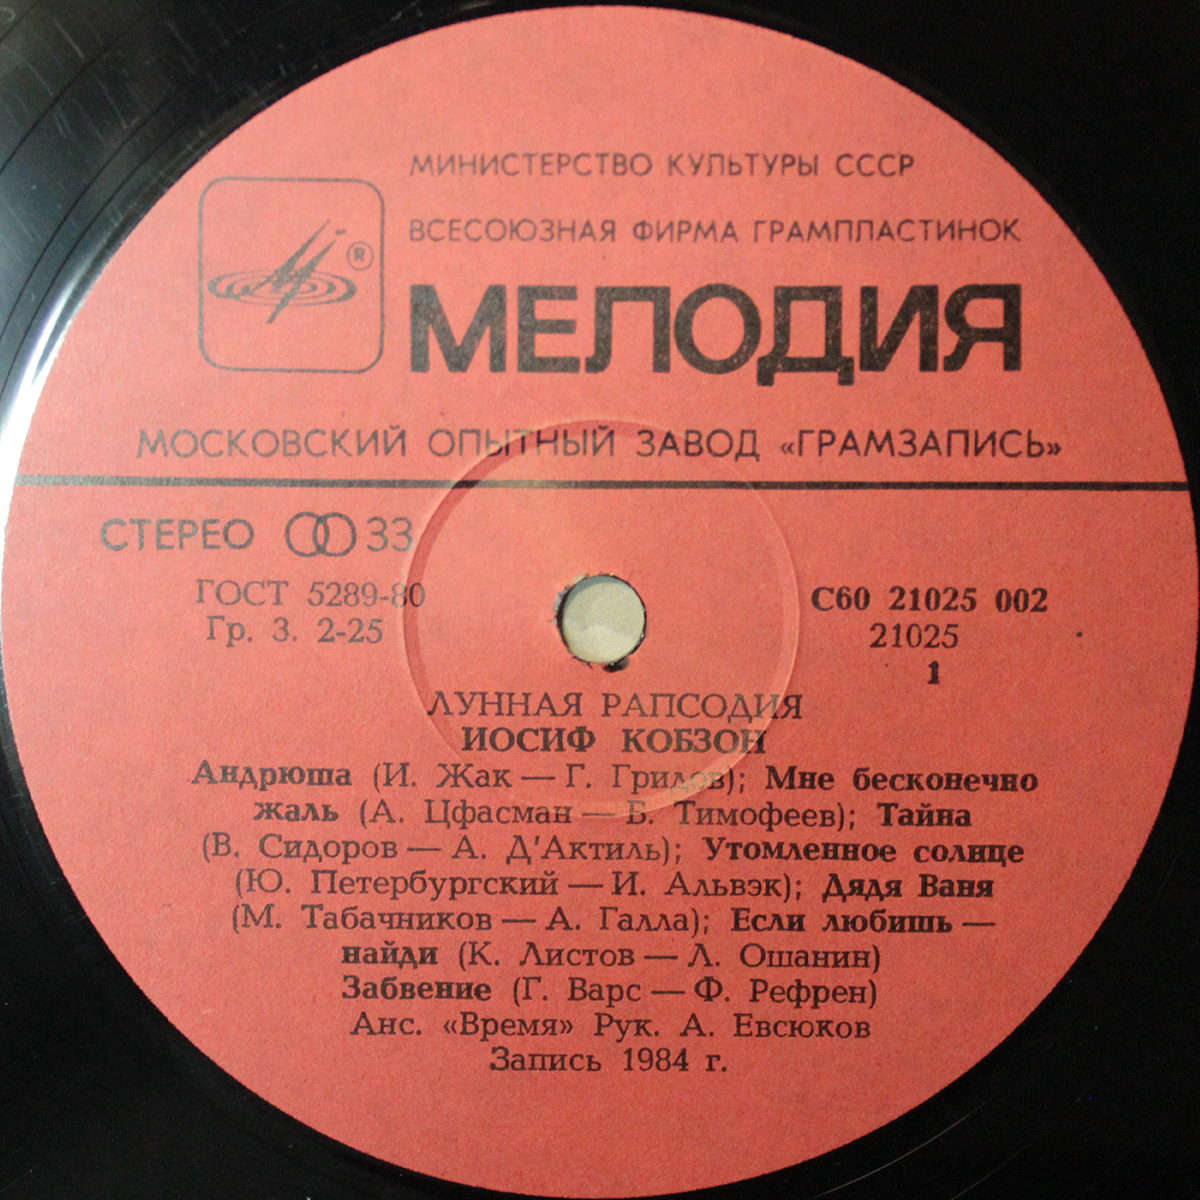 МИНИСТЕРСТВО КУЛЬТУРЫ СССР
ВСЕСОЮЗНАЯ ФИРМА ГРАМПЛАСТИНОК
®
МЕЛОДИЯ
МОСКОВСКИЙ ОПЫТНЫЙ ЗАВОД «ГРАМЗАПИСЬ»
СТЕРЕО 33
ГОСТ 5289-80
Гр. 3. 2-25
С60 21025 002
21025
1
ЛУННАЯ РАПСОДИЯ
ИОСИФ КОБЗОН
Андрюша (И. Жак — Г. Гридов); Мне бесконечно
жаль (А. Цфасман — Б. Тимофеев); Тайна
(В. Сидоров — А. Д'Актиль); Утомленное солнце
(Ю. Петербургский — И. Альвэк); Дядя Ваня
(М. Табачников — А. Галла); Если любишь —
найди (К. Листов — Л. Ошанин)
Забвение (Г. Варс — Ф. Рефрен)
Анс. «Время» Рук. А. Евсюков
Запись 1984 г.